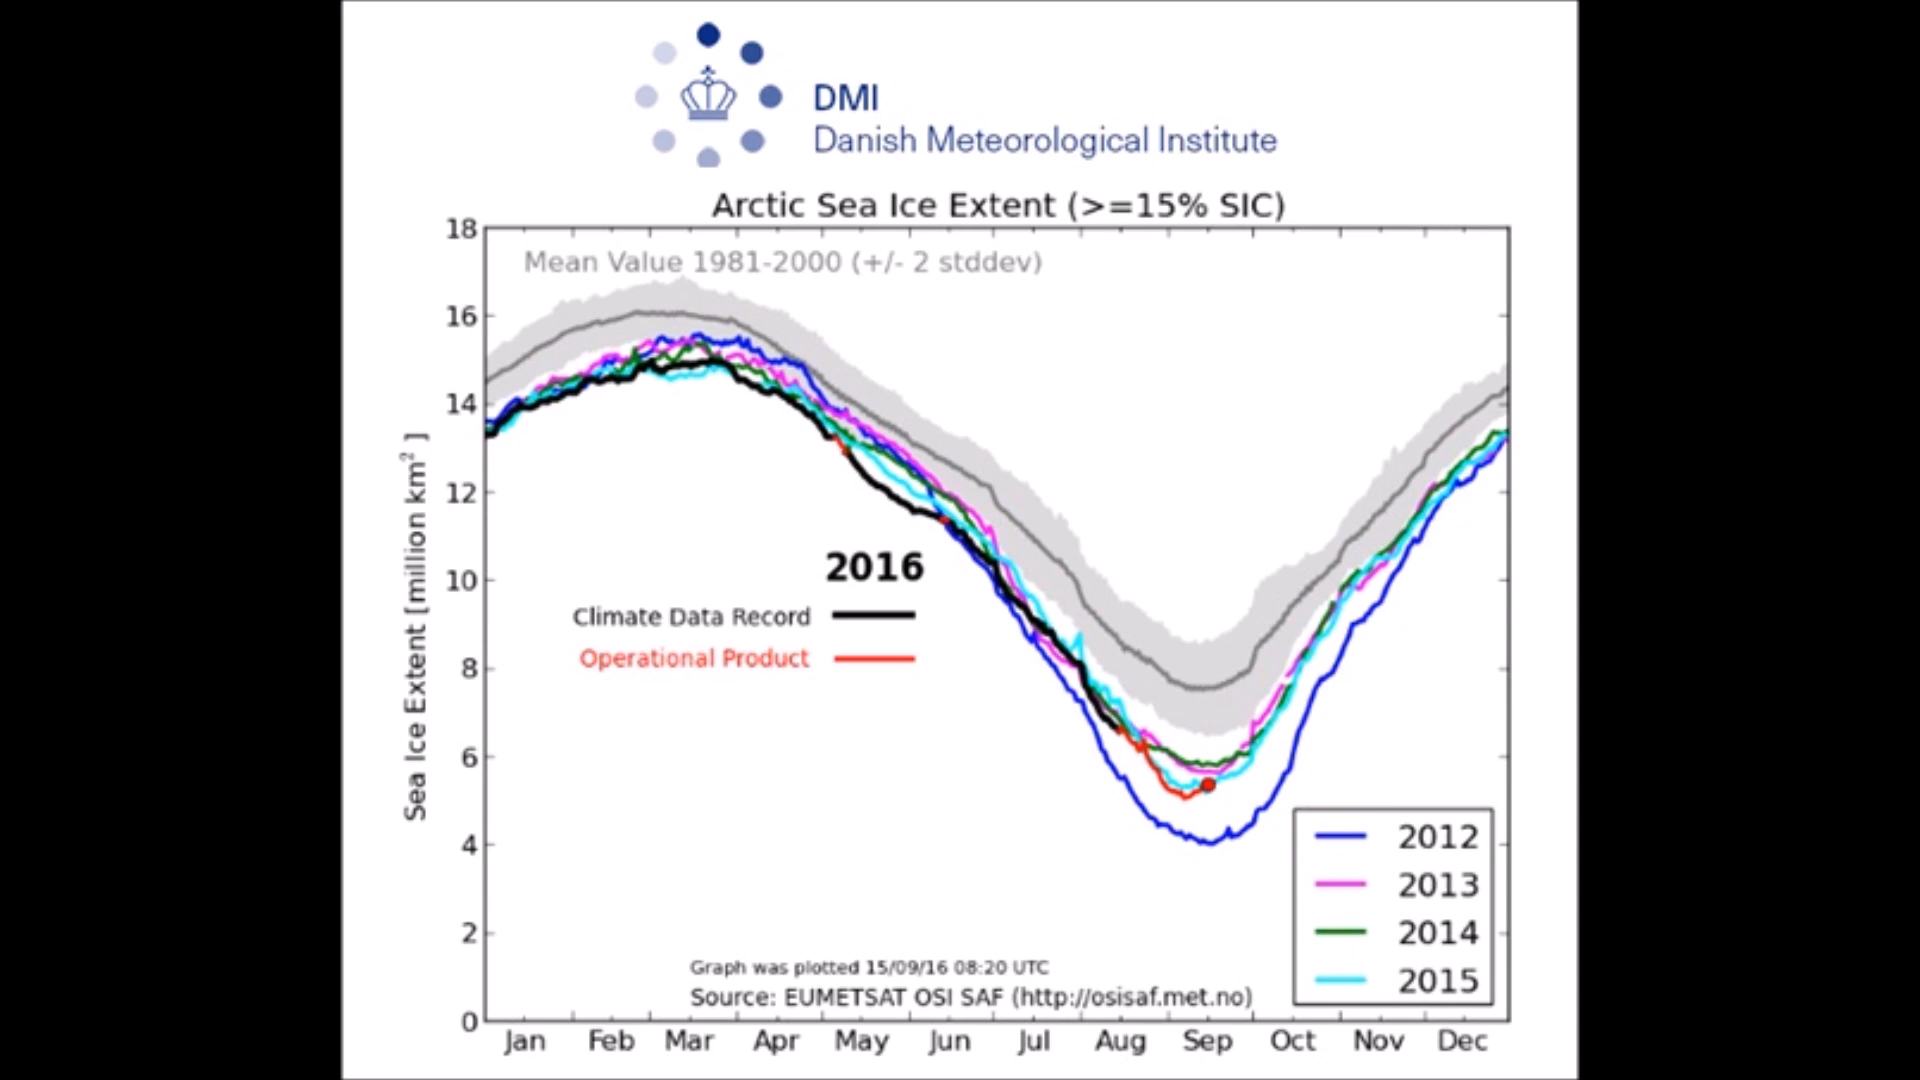 DMI
Danish Meteorological Institute
Arctic Sea Ice Extent (>=15% SIC)
Mean Value 1981-2000 (+/- 2 stddev)
18
16
14
12
10
8
6
4
2
0
Sea Ice Extent [million km² ]
2016
Climate Data Record
Operational Product
2012
2013
2014
2015
Graph was plotted 15/09/16 08:20 UTC
Source: EUMETSAT OSI SAF (http://osisaf.met.no)
Jan Feb Mar Apr May Jun Jul Aug Sep Oct Nov Dec